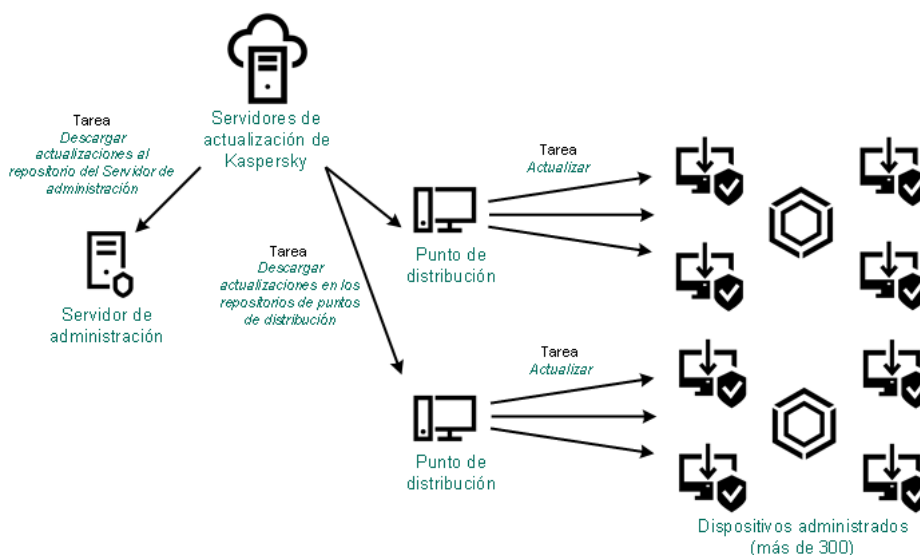 Servidores de
actualización de
Kaspersky
Tarea
Descargar
actualizaciones al
repositorio del Servidor de
administración
Servidor de
administración
Tarea
Descargar
actualizaciones en los
repositorios de puntos
de distribución
Tarea
Actualizar
Punto de
distribución
Tarea
Actualizar
Punto de
distribución
Dispositivos administrados
(más de 300)